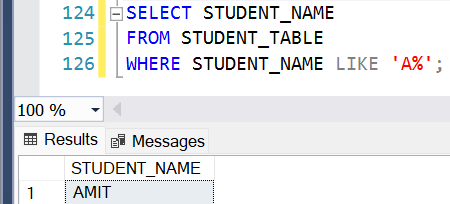 124 SELECT STUDENT_NAME
125 FROM STUDENT_TABLE
126 WHERE STUDENT_NAME LIKE 'A%';
100 %
Results Messages
STUDENT_NAME
1 AMIT